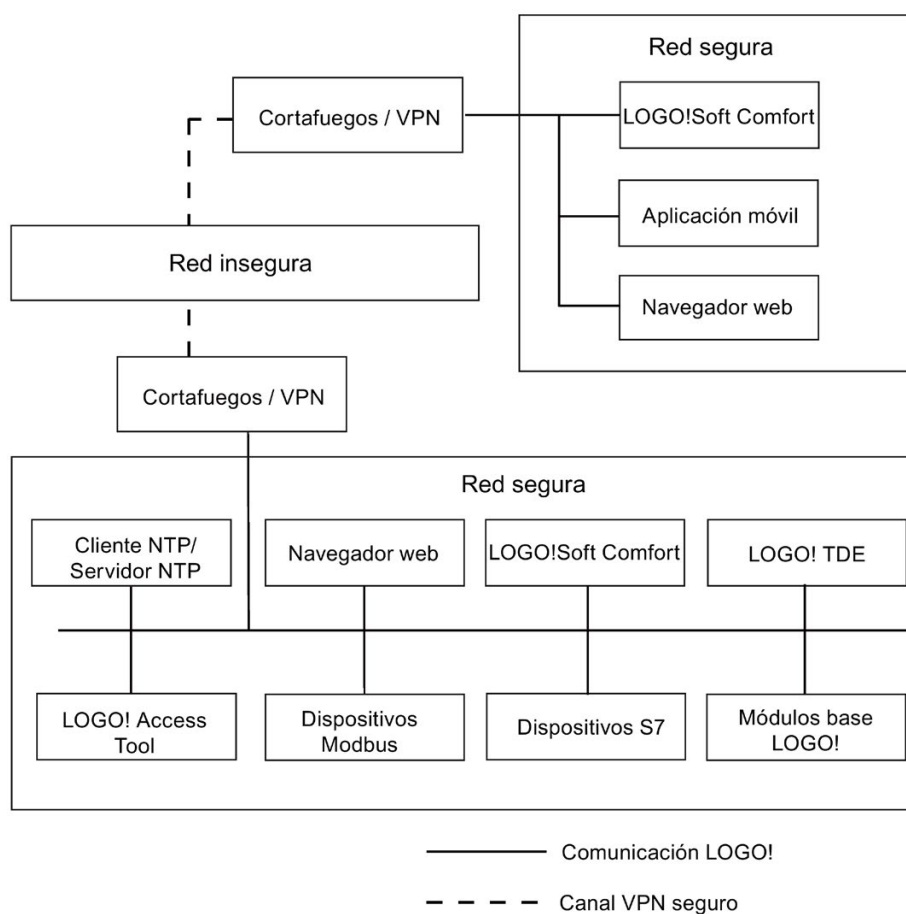 Red segura
Cortafuegos / VPN
LOGO!Soft Comfort
Aplicación móvil
Red insegura
Navegador web
Cortafuegos / VPN
Red segura
Cliente NTP/
Servidor NTP
Navegador web
LOGO!Soft Comfort
LOGO! TDE
LOGO! Access
Tool
Dispositivos
Modbus
Dispositivos S7
Módulos base
LOGO!
Comunicación LOGO!
Canal VPN seguro